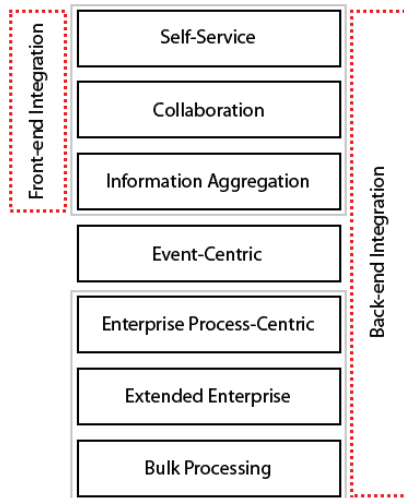 Front-end Integration
Self-Service
Collaboration
Information Aggregation
Event-Centric
Enterprise Process-Centric
Extended Enterprise
Bulk Processing
Back-end Integration